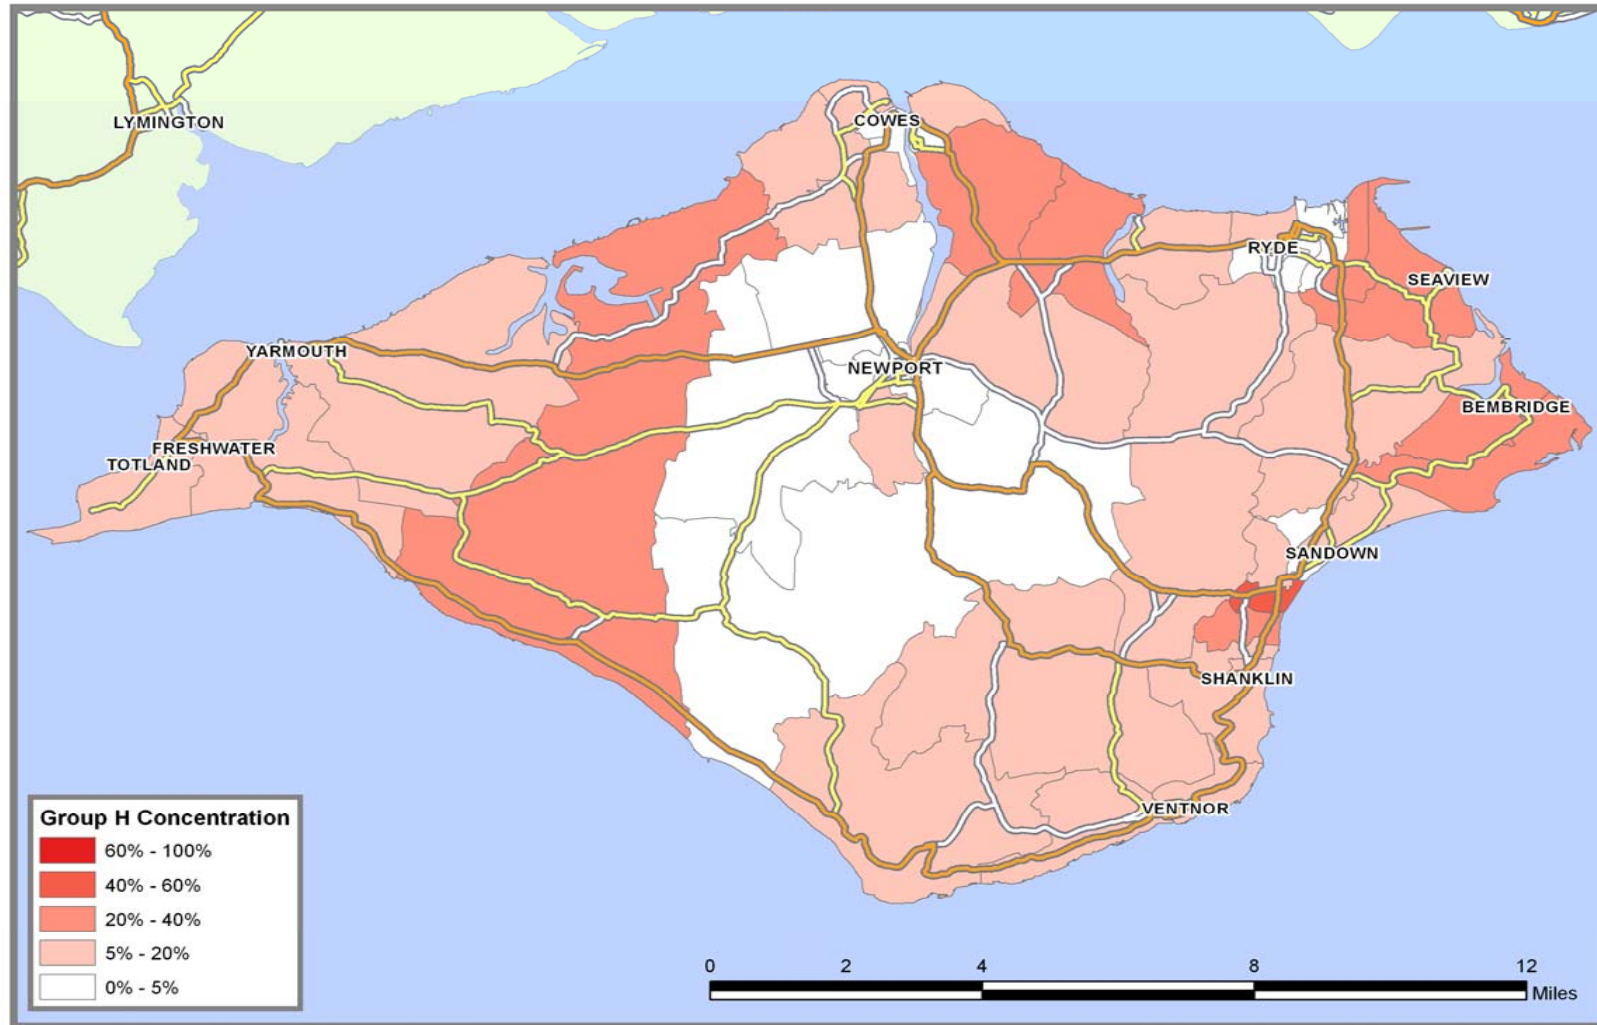 LYMINGTON
COWES
RYDE
SEAVIEW
YARMOUTH
NEWPORT
BEMBRIDGE
FRESHWATER
TOTLAND
SANDOWN
SHANKLIN
VENTNOR
Group H Concentration
60% - 100%
40% - 60%
20% - 40%
5% - 20%
0% - 5%
0 2 4 8 12
Miles